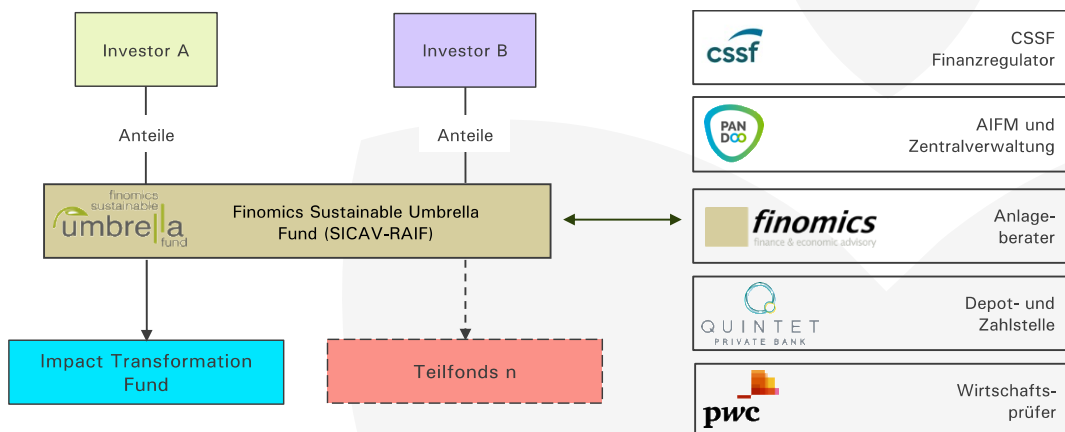 Investor A
Investor B
Anteile
Anteile
finomics
sustainable
umbrella
fund
Finomics Sustainable Umbrella
Fund (SICAV-RAIF)
Impact Transformation
Fund
Teilfonds n
cssf
CSSF
Finanzregulator
PAN
DOO
AIFM und
Zentralverwaltung
finomics
finance & economic advisory
Anlage-
berater
QUINTET
PRIVATE BANK
Depot- und
Zahlstelle
pwc
Wirtschafts-
prüfer